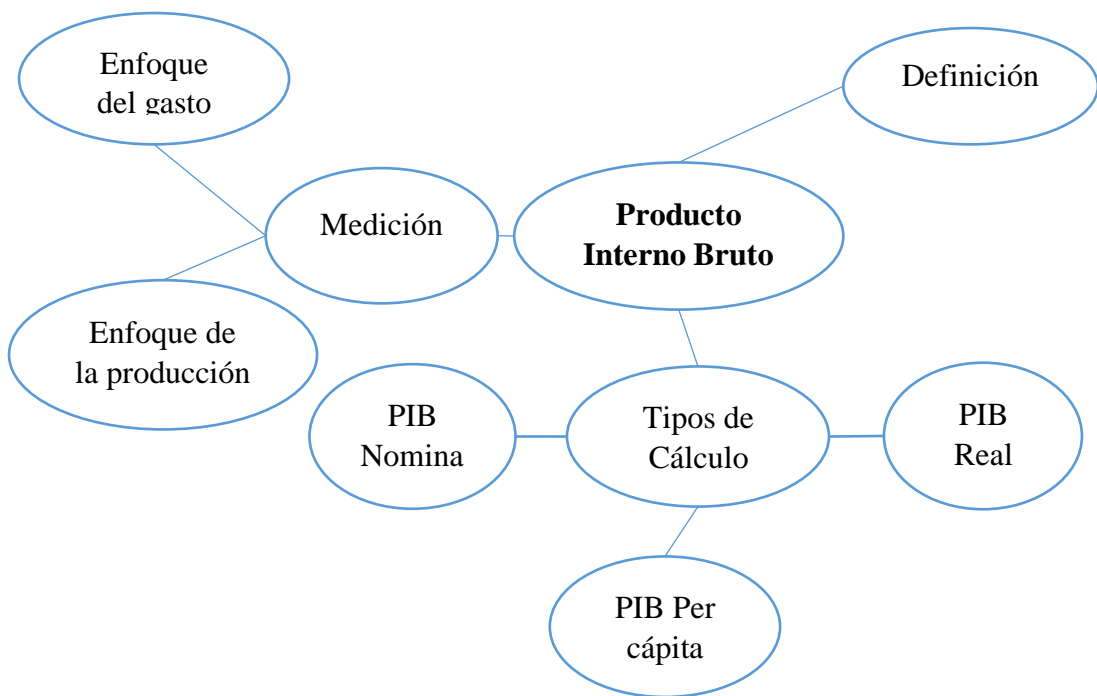 Enfoque
del gasto
Definición
Medición
Producto
Interno Bruto
Enfoque de
la producción
PIB
Nomina
Tipos de
Cálculo
PIB
Real
PIB Per
cápita